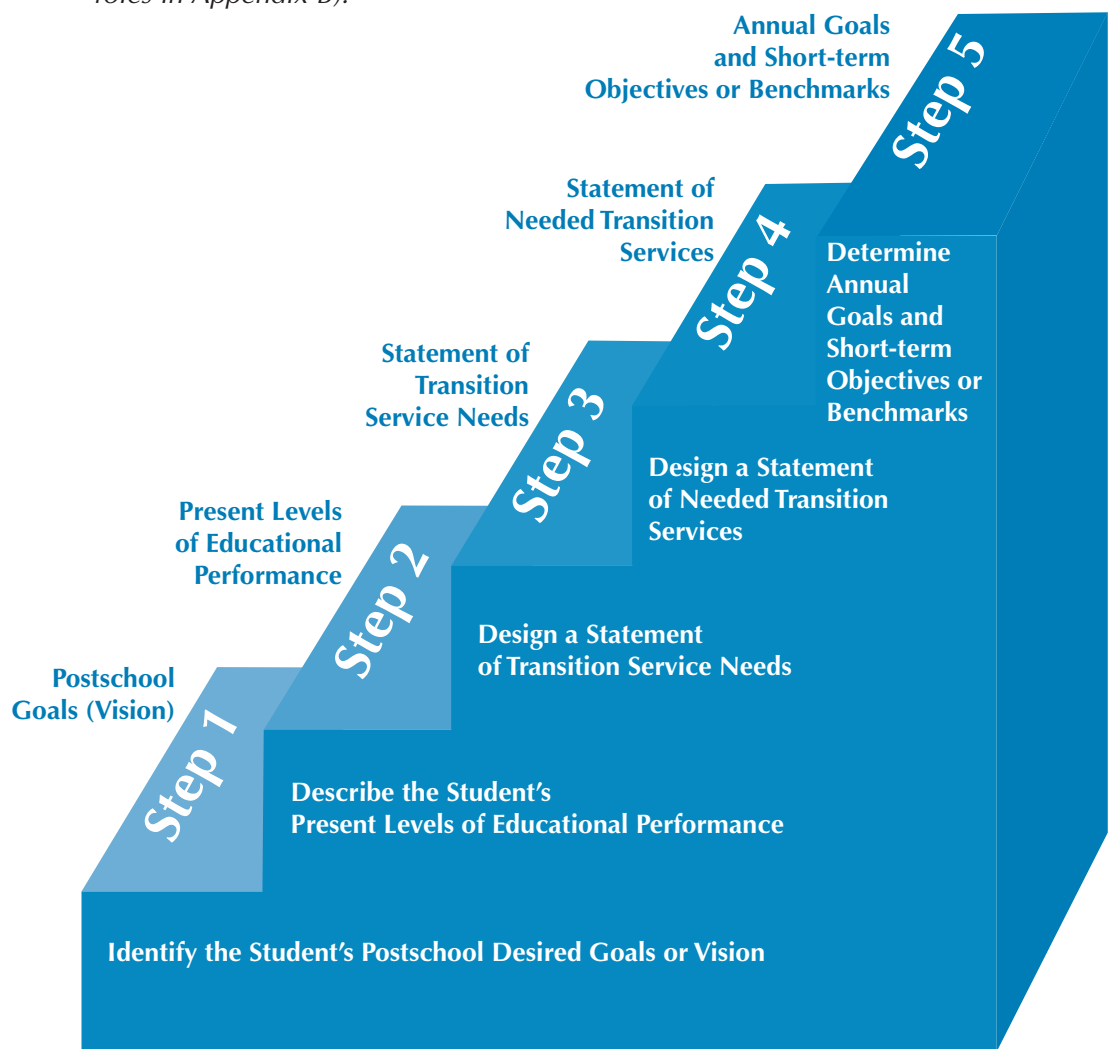 roles in Appendix B).
Annual Goals
and Short-term
Objectives or Benchmarks
Step 5
Statement of
Needed Transition
Services
Step 4
Determine
Annual
Goals and
Short-term
Objectives or
Benchmarks
Statement of
Transition
Service Needs
Step 3
Design a Statement
of Needed Transition
Services
Present Levels
of Educational
Performance
Step 2
Design a Statement
of Transition Service Needs
Postschool
Goals (Vision)
Step 1
Describe the Student’s
Present Levels of Educational Performance
Identify the Student’s Postschool Desired Goals or Vision